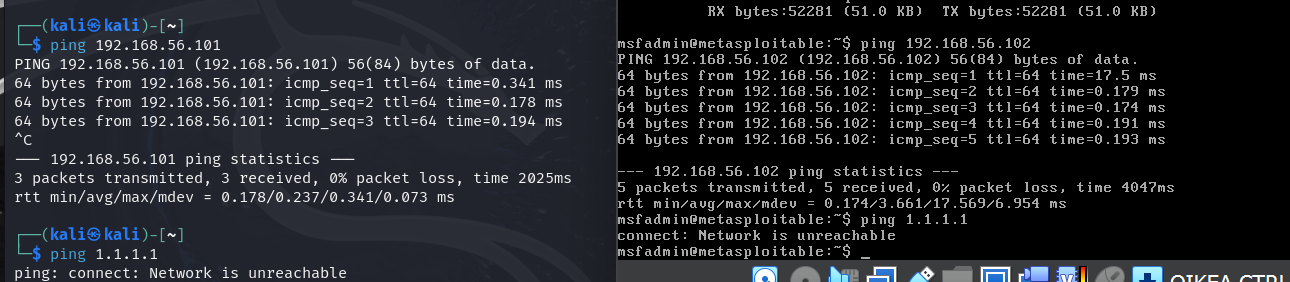 ┌──(kali㉿kali)-[~]
└─$ ping 192.168.56.101
PING 192.168.56.101 (192.168.56.101) 56(84) bytes of data.
64 bytes from 192.168.56.101: icmp_seq=1 ttl=64 time=0.341 ms
64 bytes from 192.168.56.101: icmp_seq=2 ttl=64 time=0.178 ms
64 bytes from 192.168.56.101: icmp_seq=3 ttl=64 time=0.194 ms
^C
--- 192.168.56.101 ping statistics ---
3 packets transmitted, 3 received, 0% packet loss, time 2025ms
rtt min/avg/max/mdev = 0.178/0.237/0.341/0.073 ms
┌──(kali㉿kali)-[~]
└─$ ping 1.1.1.1
ping: connect: Network is unreachable
RX bytes:52281 (51.0 KB)  TX bytes:52281 (51.0 KB)
msfadmin@metasploitable:~$ ping 192.168.56.102
PING 192.168.56.102 (192.168.56.102) 56(84) bytes of data.
64 bytes from 192.168.56.102: icmp_seq=1 ttl=64 time=17.5 ms
64 bytes from 192.168.56.102: icmp_seq=2 ttl=64 time=0.179 ms
64 bytes from 192.168.56.102: icmp_seq=3 ttl=64 time=0.174 ms
64 bytes from 192.168.56.102: icmp_seq=4 ttl=64 time=0.191 ms
64 bytes from 192.168.56.102: icmp_seq=5 ttl=64 time=0.193 ms
--- 192.168.56.102 ping statistics ---
5 packets transmitted, 5 received, 0% packet loss, time 4047ms
rtt min/avg/max/mdev = 0.174/3.661/17.569/6.954 ms
msfadmin@metasploitable:~$ ping 1.1.1.1
connect: Network is unreachable
msfadmin@metasploitable:~$ _